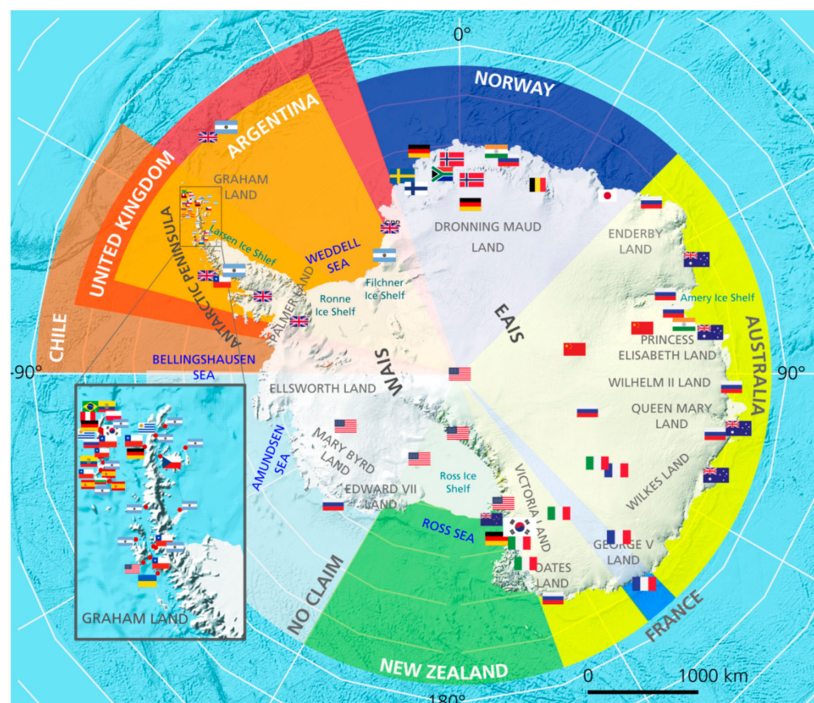 0°
NORWAY
ARGENTINA
UNITED KINGDOM
GRAHAM
LAND
DRONNING MAUD
LAND
ENDERBY
LAND
Larsen Ice Shlef
WEDDELL
SEA
ANTARCTIC PENINSULA
PALMER LAND
Filchner
Ice Shelf
Ronne
Ice Shelf
EAIS
Amery Ice Shelf
AUSTRALIA
CHILE
PRINCESS
ELISABETH LAND
BELLINGSHAUSEN
SEA
-90°
WAIS
90°
ELLSWORTH LAND
WILHELM II LAND
QUEEN MARY
LAND
AMUNDSEN
SEA
MARY BYRD
LAND
Ross Ice
Shelf
VICTORIA LAND
WILKES LAND
EDWARD VII
LAND
ROSS SEA
GEORGE V
LAND
OATES
LAND
NO CLAIM
FRANCE
GRAHAM LAND
NEW ZEALAND
0
1000 km
180°